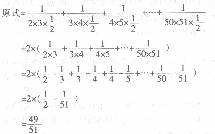 原式=1/(2×3×1/2)+1/(3×4×1/2)+1/(4×5×1/2)+…+1/(50×51×1/2)
=2×(1/(2×3)+1/(3×4)+1/(4×5)+…+1/(50×51))
=2×(1/2-1/3+1/3-1/4+1/4-1/5+…+1/50-1/51)
=2×(1/2-1/51)
=49/51